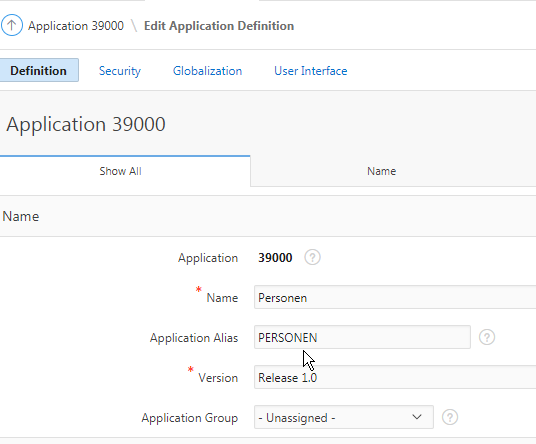 Application 39000 \ Edit Application Definition
Definition Security Globalization User Interface
Application 39000
Show All Name
Name
Application 39000 ?
* Name Personen
Application Alias PERSONEN ?
* Version Release 1.0
Application Group - Unassigned - ?